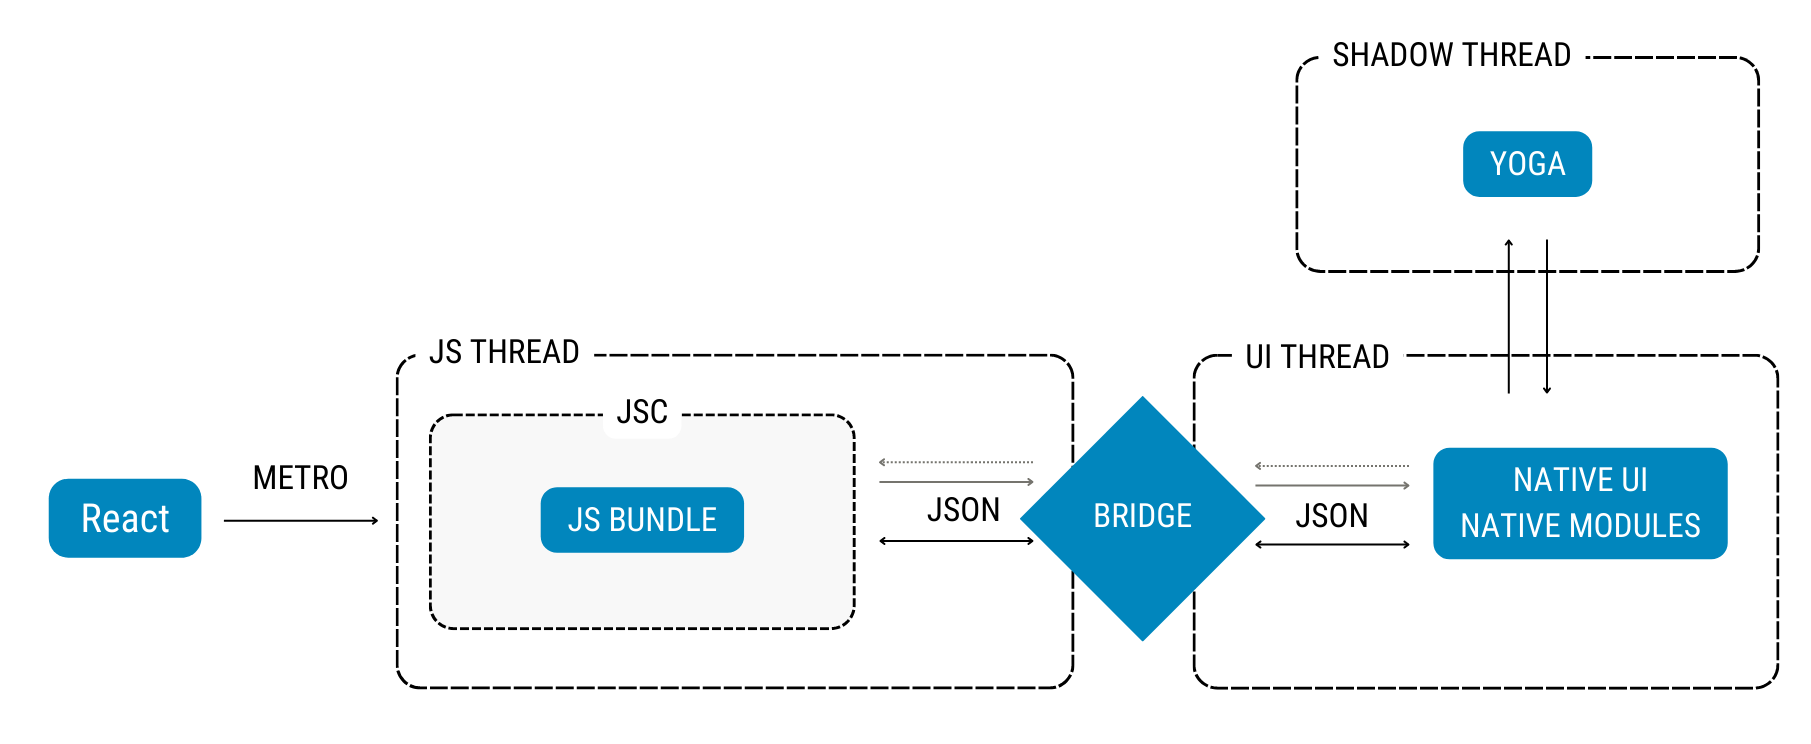 SHADOW THREAD
YOGA
JS THREAD
UI THREAD
JSC
METRO
React
JS BUNDLE
JSON
BRIDGE
JSON
NATIVE UI
NATIVE MODULES